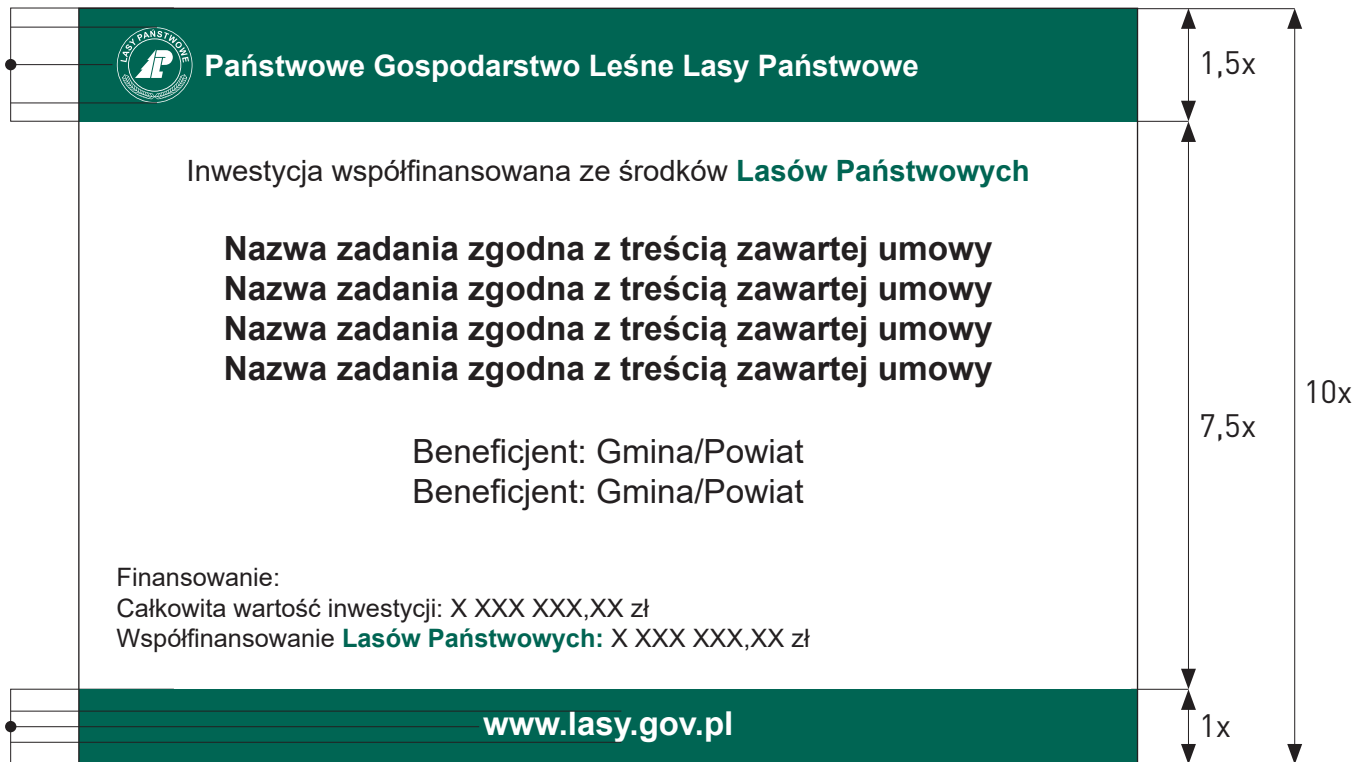 LASY PAŃSTWOWE
Państwowe Gospodarstwo Leśne Lasy Państwowe
1,5x
Inwestycja współfinansowana ze środków Lasów Państwowych
Nazwa zadania zgodna z treścią zawartej umowy
Nazwa zadania zgodna z treścią zawartej umowy
Nazwa zadania zgodna z treścią zawartej umowy
Nazwa zadania zgodna z treścią zawartej umowy
10x
7,5x
Beneficjent: Gmina/Powiat
Beneficjent: Gmina/Powiat
Finansowanie:
Całkowita wartość inwestycji: X XXX XXX,XX zł
Współfinansowanie Lasów Państwowych: X XXX XXX,XX zł
www.lasy.gov.pl
1x